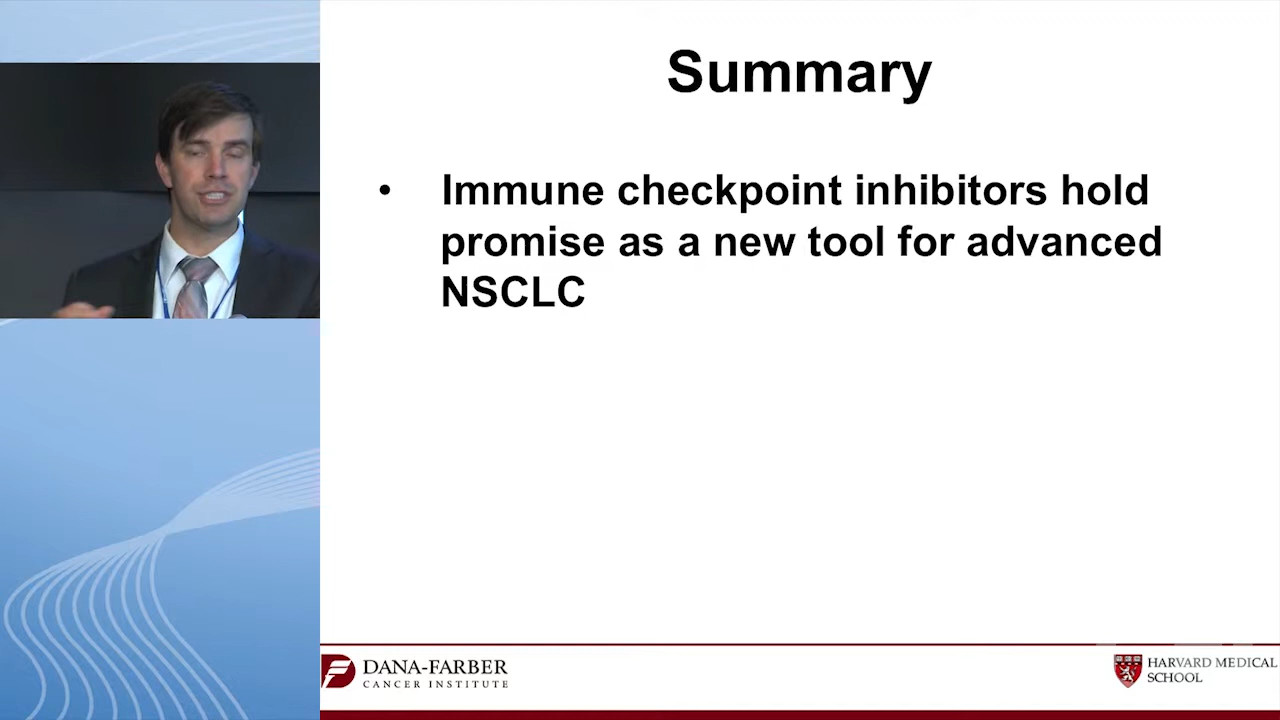 Summary
• Immune checkpoint inhibitors hold
promise as a new tool for advanced
NSCLC
DANA-FARBER
CANCER INSTITUTE
HARVARD MEDICAL
SCHOOL